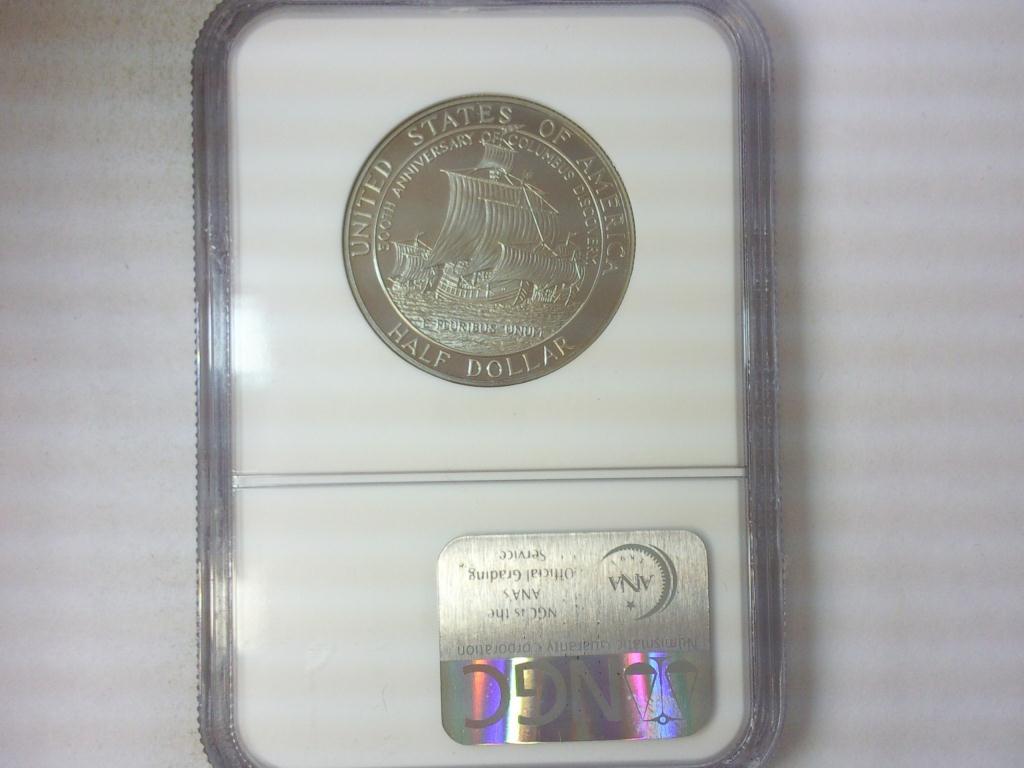 UNITED STATES OF AMERICA
500TH ANNIVERSARY OF COLUMBUS DISCOVERY
E PLURIBUS UNUM
HALF DOLLAR
NGC
Numismatic Guaranty Corporation
NGC is the
ANA's
Official Grading
Service
ANA